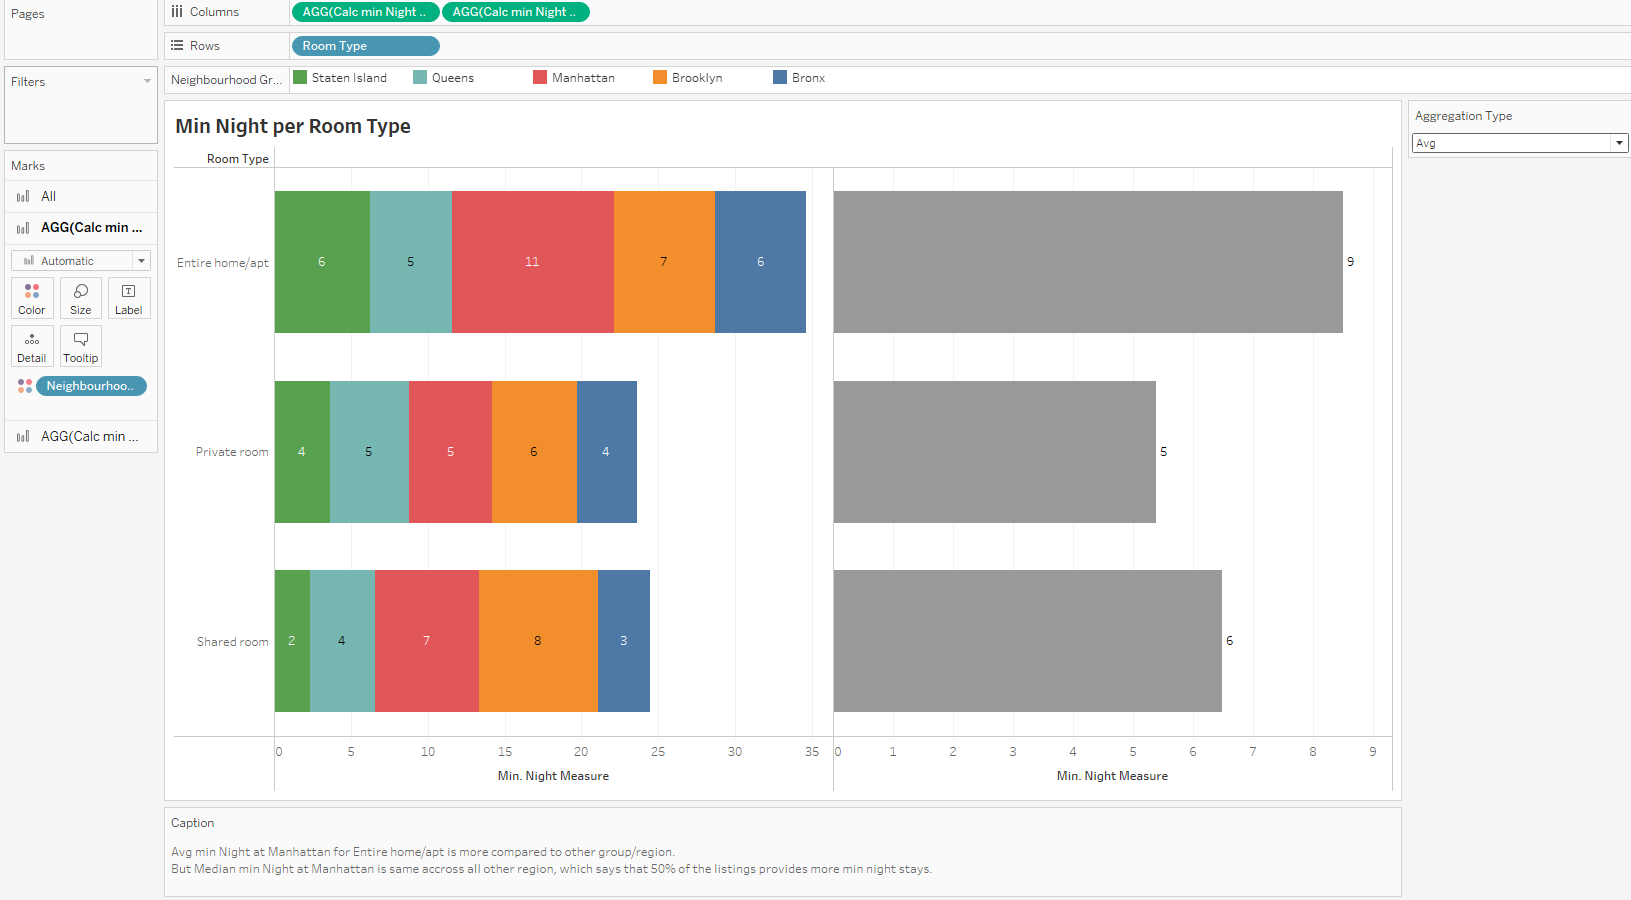 Pages
Columns
AGG(Calc min Night ..
AGG(Calc min Night ..
Rows
Room Type
Filters
Neighbourhood Gr...
Staten Island
Queens
Manhattan
Brooklyn
Bronx
Marks
All
AGG(Calc min ...
Automatic
Color
Size
Label
Detail
Tooltip
Neighbourhoo..
AGG(Calc min ...
Min Night per Room Type
Room Type
Entire home/apt
6
5
11
7
6
9
Private room
4
5
5
6
4
5
Shared room
2
4
7
8
3
6
0
5
10
15
20
25
30
35
0
1
2
3
4
5
6
7
8
9
Min. Night Measure
Min. Night Measure
Aggregation Type
Avg
Caption
Avg min Night at Manhattan for Entire home/apt is more compared to other group/region.
But Median min Night at Manhattan is same accross all other region, which says that 50% of the listings provides more min night stays.